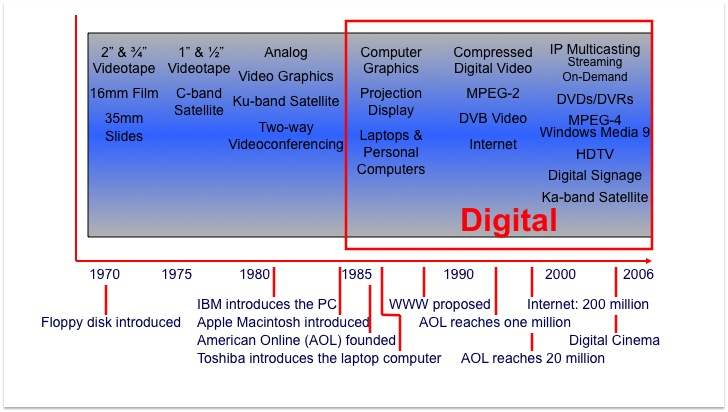 2” & ¾”
Videotape
16mm Film
35mm
Slides
1” & ½”
Videotape
C-band
Satellite
Analog
Video Graphics
Ku-band Satellite
Two-way
Videoconferencing
Computer
Graphics
Projection
Display
Laptops &
Personal
Computers
Compressed
Digital Video
MPEG-2
DVB Video
Internet
IP Multicasting
Streaming
On-Demand
DVDs/DVRs
MPEG-4
Windows Media 9
HDTV
Digital Signage
Ka-band Satellite
Digital
1970 1975 1980 1985 1990 2000 2006
IBM introduces the PC WWW proposed Internet: 200 million
Floppy disk introduced Apple Macintosh introduced AOL reaches one million
American Online (AOL) founded Digital Cinema
Toshiba introduces the laptop computer AOL reaches 20 million